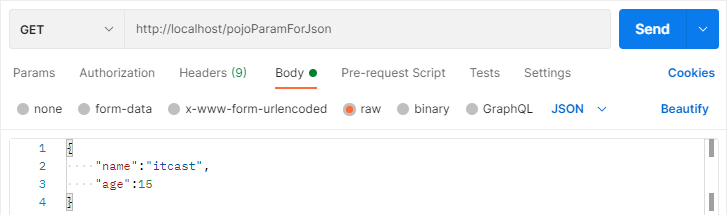 GET http://localhost/pojoParamForJson Send
Params Authorization Headers (9) Body Pre-request Script Tests Settings Cookies
none form-data x-www-form-urlencoded raw binary GraphQL JSON Beautify
1 {
2 ····"name":"itcast",
3 ····"age":15
4 }